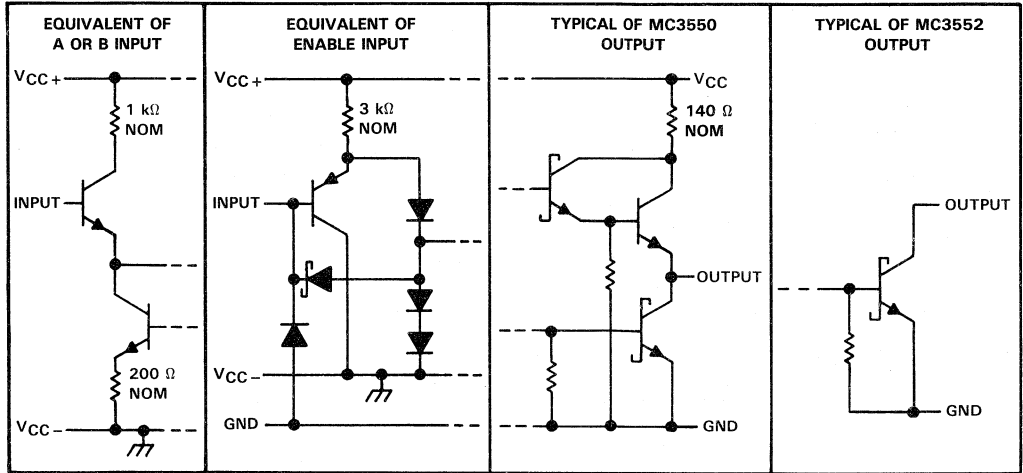 EQUIVALENT OF
A OR B INPUT
VCC+
1 kΩ
NOM
INPUT
200 Ω
NOM
VCC−
EQUIVALENT OF
ENABLE INPUT
VCC+
3 kΩ
NOM
INPUT
VCC−
GND
TYPICAL OF MC3550
OUTPUT
VCC
140 Ω
NOM
OUTPUT
GND
TYPICAL OF MC3552
OUTPUT
OUTPUT
GND